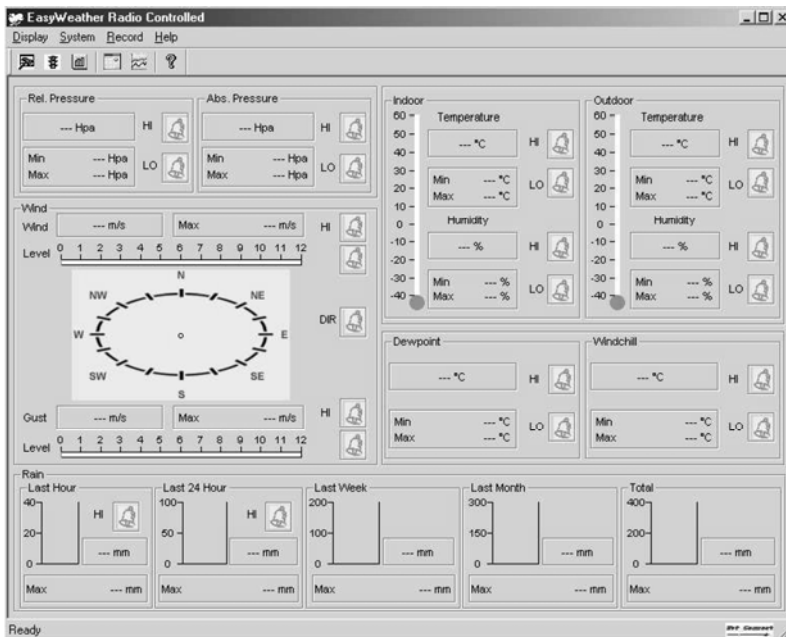 EasyWeather Radio Controlled
Display System Record Help
Rel. Pressure
--- Hpa
HI
Min --- Hpa
Max --- Hpa
LO
Abs. Pressure
--- Hpa
HI
Min --- Hpa
Max --- Hpa
LO
Wind
Wind --- m/s Max --- m/s HI
Level 0 1 2 3 4 5 6 7 8 9 10 11 12
N
NW NE
W E
SW SE
S
DIR
Gust --- m/s Max --- m/s HI
Level 0 1 2 3 4 5 6 7 8 9 10 11 12
Indoor
60
50
40
30
20
10
0
-10
-20
-30
-40
Temperature
--- °C
HI
Min --- °C
Max --- °C
LO
Humidity
--- %
HI
Min --- %
Max --- %
LO
Outdoor
60
50
40
30
20
10
0
-10
-20
-30
-40
Temperature
--- °C
HI
Min --- °C
Max --- °C
LO
Humidity
--- %
HI
Min --- %
Max --- %
LO
Dewpoint
--- °C
HI
Min --- °C
Max --- °C
LO
Windchill
--- °C
HI
Min --- °C
Max --- °C
LO
Rain
Last Hour
40
20
0
HI
--- mm
Max --- mm
Last 24 Hour
100
50
0
HI
--- mm
Max --- mm
Last Week
200
100
0
--- mm
Max --- mm
Last Month
300
150
0
--- mm
Max --- mm
Total
400
200
0
--- mm
Max --- mm
Ready